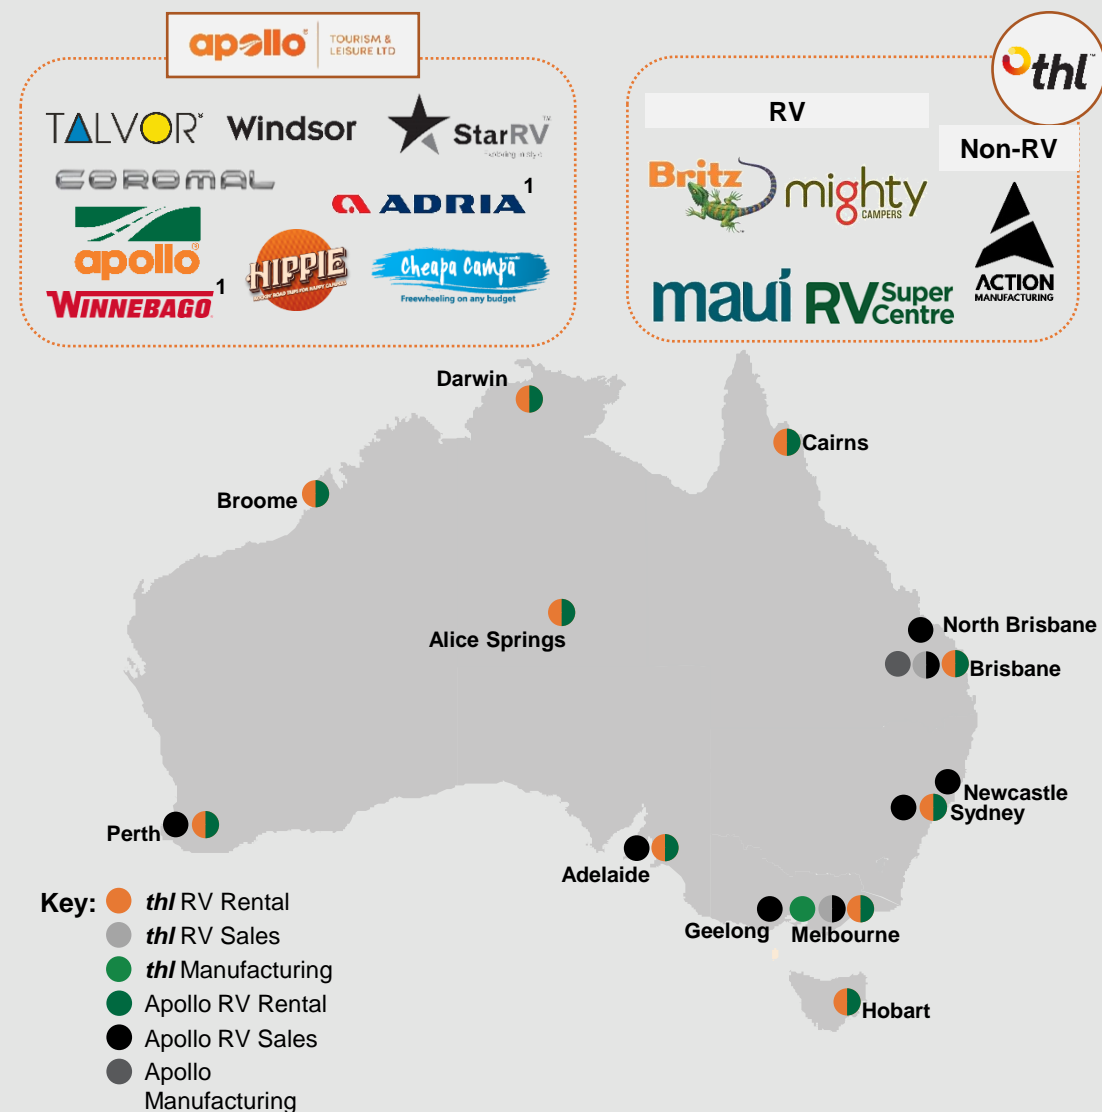 apollo
TOURISM &
LEISURE LTD
TALVOR
Windsor
StarRV™
COROMAL
ADRIA 1
apollo®
HIPPIE
Cheapa Campa
Freewheeling on any budget
WINNEBAGO 1
thl™
RV
Non-RV
Britz
mighty
CAMPERS
ACTION
MANUFACTURING
mauí
RV Super
Centre
Darwin
Cairns
Broome
Alice Springs
North Brisbane
Brisbane
Newcastle
Sydney
Perth
Adelaide
Geelong
Melbourne
Hobart
Key:
thl RV Rental
thl RV Sales
thl Manufacturing
Apollo RV Rental
Apollo RV Sales
Apollo
Manufacturing